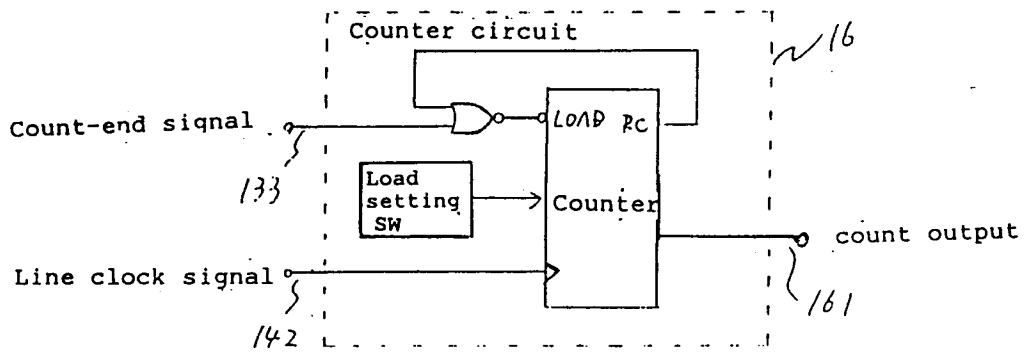 Counter circuit
16
Count-end signal
LOAD RC
133
Load
setting
SW
Counter
count output
Line clock signal
161
142